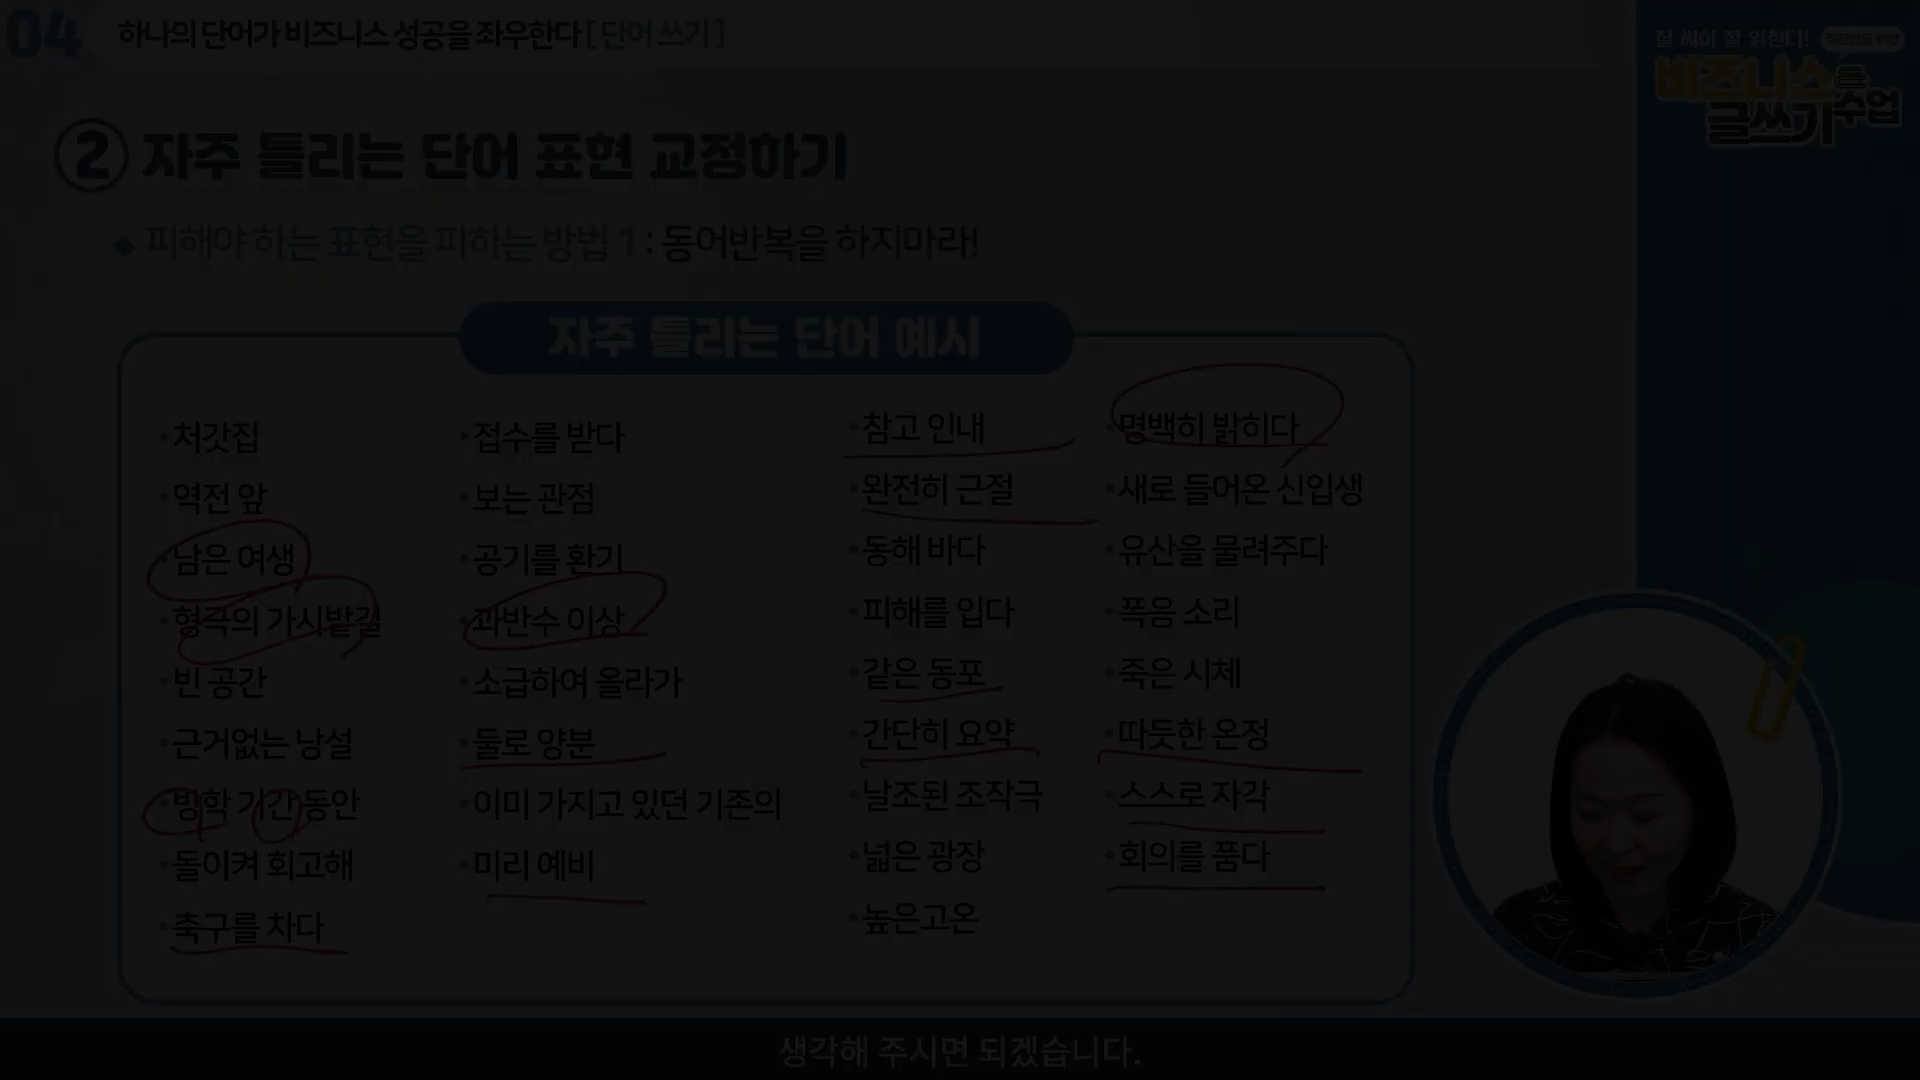 04 하나의 단어가 비즈니스 성공을 좌우한다 [단어 쓰기]
잘 써야 잘 읽힌다!
비즈니스
글쓰기 수업
② 자주 틀리는 단어 표현 교정하기
◆ 피해야 하는 표현을 피하는 방법 1 : 동어반복을 하지마라!
자주 틀리는 단어 예시
•처갓집
•역전 앞
•남은 여생
•형극의 가시밭길
•빈 공간
•근거없는 낭설
•방학 기간 동안
•돌이켜 회고해
•축구를 차다
•접수를 받다
•보는 관점
•공기를 환기
•과반수 이상
•소급하여 올라가
•둘로 양분
•이미 가지고 있던 기존의
•미리 예비
•참고 인내
•완전히 근절
•동해 바다
•피해를 입다
•같은 동포
•간단히 요약
•날조된 조작극
•넓은 광장
•높은고온
•명백히 밝히다
•새로 들어온 신입생
•유산을 물려주다
•폭음 소리
•죽은 시체
•따듯한 온정
•스스로 자각
•회의를 품다
생각해 주시면 되겠습니다.